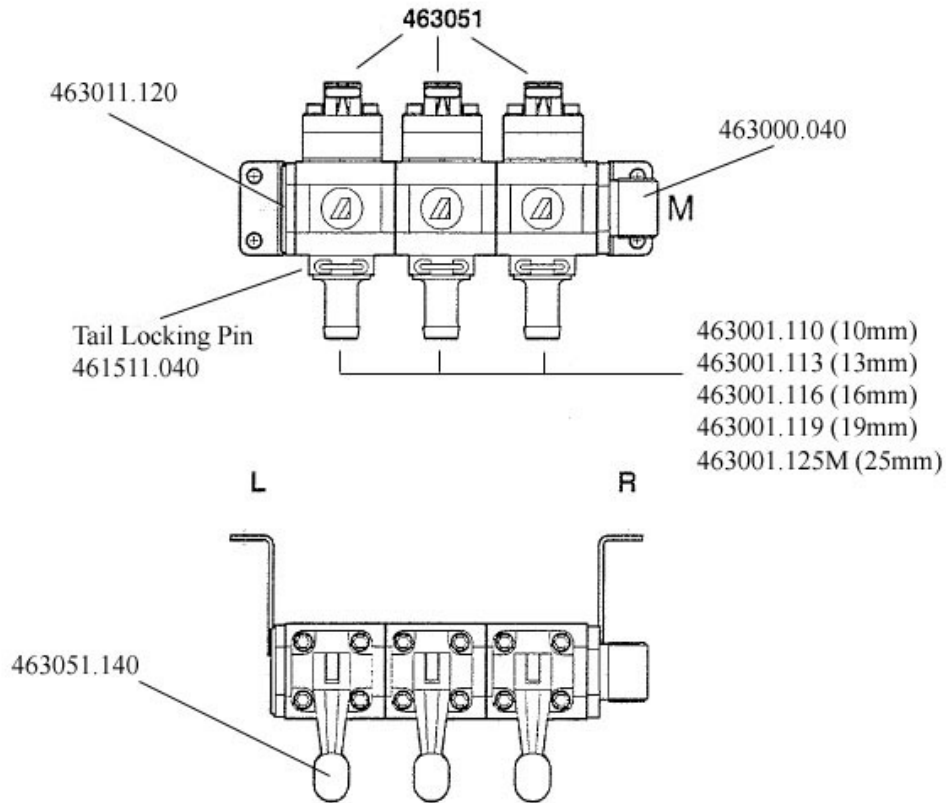 463051
463011.120
463000.040
M
Tail Locking Pin
461511.040
463001.110 (10mm)
463001.113 (13mm)
463001.116 (16mm)
463001.119 (19mm)
463001.125M (25mm)
L
R
463051.140